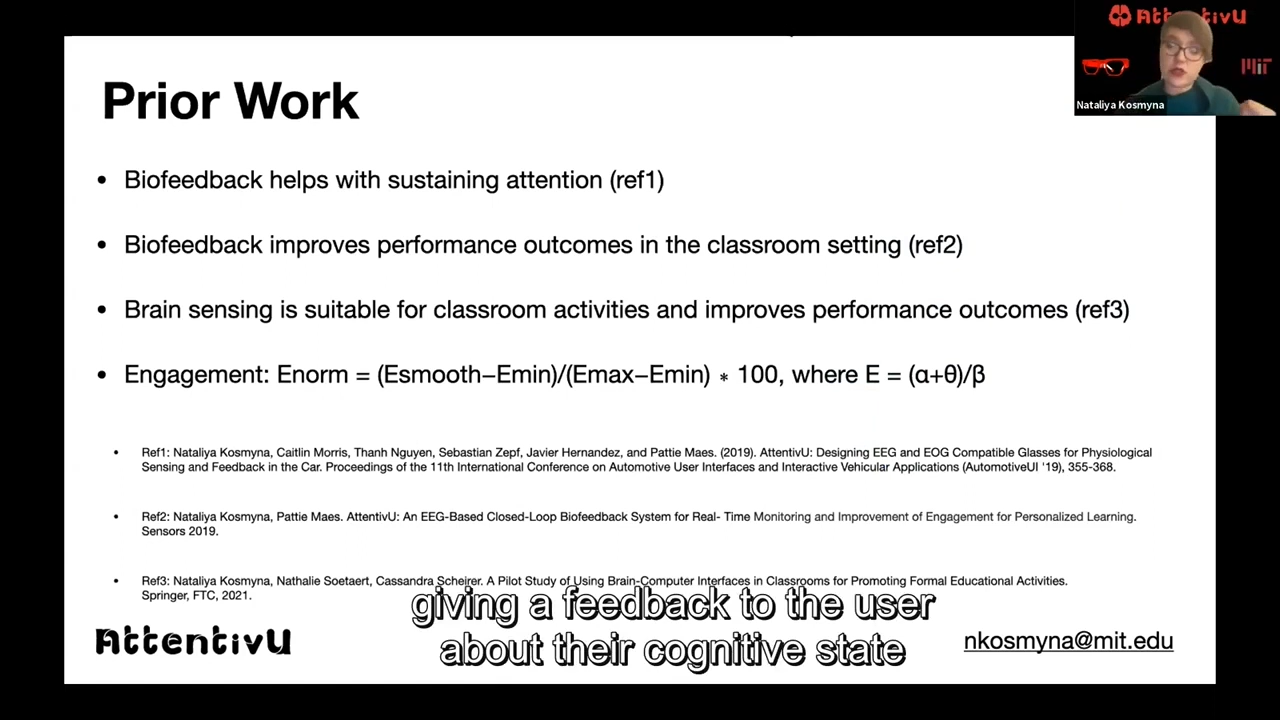 AttentivU
MIT
Nataliya Kosmyna
Prior Work
• Biofeedback helps with sustaining attention (ref1)
• Biofeedback improves performance outcomes in the classroom setting (ref2)
• Brain sensing is suitable for classroom activities and improves performance outcomes (ref3)
• Engagement: Enorm = (Esmooth–Emin)/(Emax–Emin) * 100, where E = (α+θ)/β
• Ref1: Nataliya Kosmyna, Caitlin Morris, Thanh Nguyen, Sebastian Zepf, Javier Hernandez, and Pattie Maes. (2019). AttentivU: Designing EEG and EOG Compatible Glasses for Physiological
Sensing and Feedback in the Car. Proceedings of the 11th International Conference on Automotive User Interfaces and Interactive Vehicular Applications (AutomotiveUI '19), 355-368.
• Ref2: Nataliya Kosmyna, Pattie Maes. AttentivU: An EEG-Based Closed-Loop Biofeedback System for Real- Time Monitoring and Improvement of Engagement for Personalized Learning.
Sensors 2019.
• Ref3: Nataliya Kosmyna, Nathalie Soetaert, Cassandra Scheirer. A Pilot Study of Using Brain-Computer Interfaces in Classrooms for Promoting Formal Educational Activities.
Springer, FTC, 2021.
giving a feedback to the user
about their cognitive state
AttentivU
nkosmyna@mit.edu